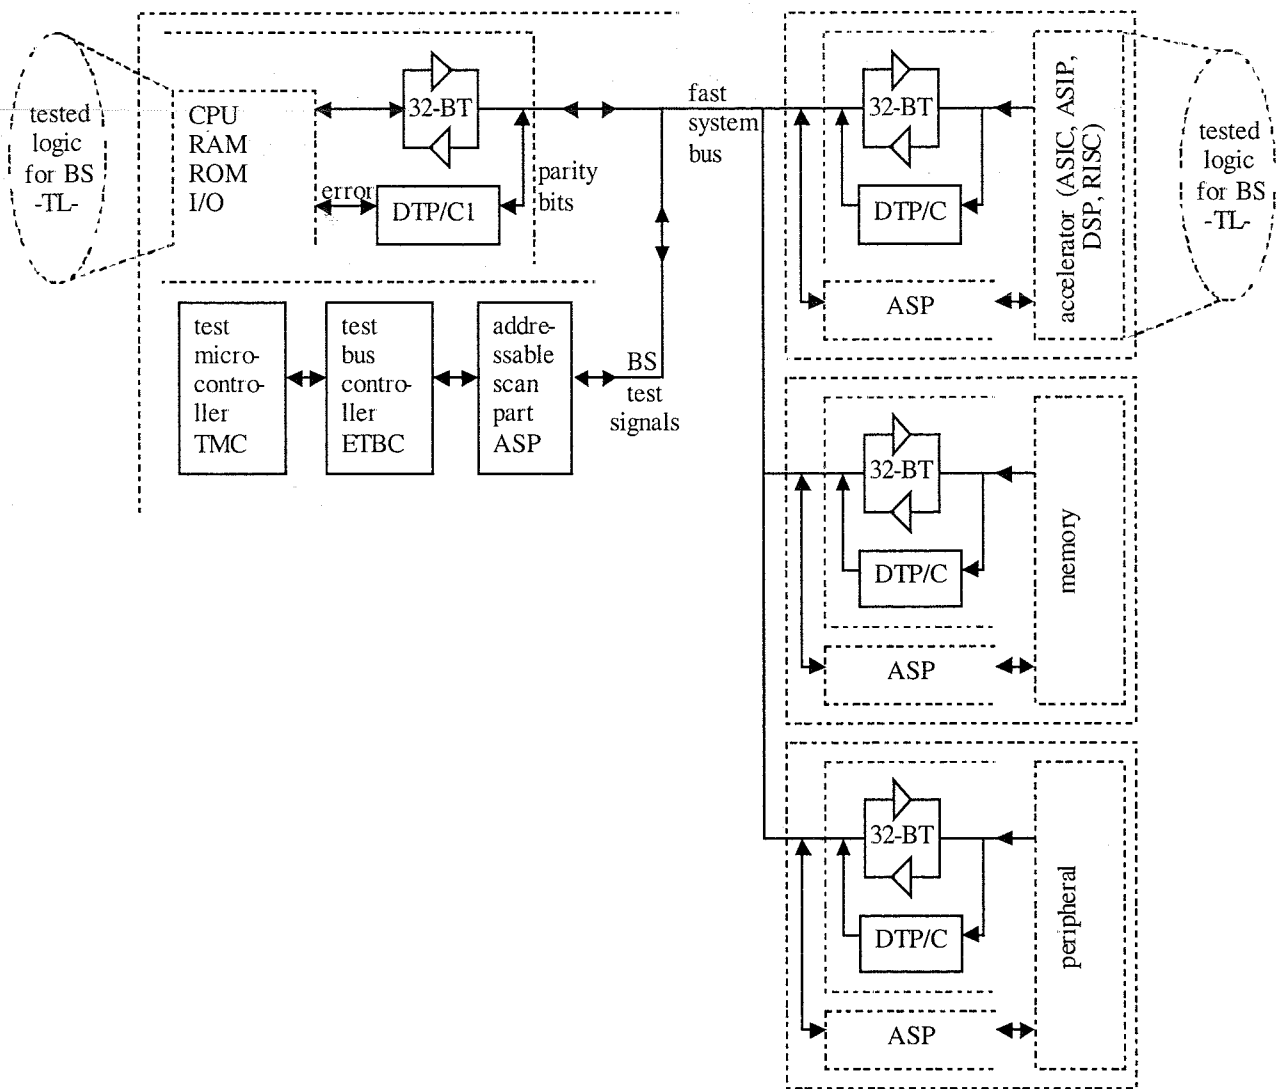 tested
logic
for BS
-TL-
CPU
RAM
ROM
I/O
32-BT
error
DTP/C1
parity
bits
fast
system
bus
test
micro-
contro-
ller
TMC
test
bus
contro-
ller
ETBC
addre-
ssable
scan
part
ASP
BS
test
signals
32-BT
DTP/C
ASP
accelerator (ASIC, ASIP,
DSP, RISC)
tested
logic
for BS
-TL-
32-BT
DTP/C
ASP
memory
32-BT
DTP/C
ASP
peripheral